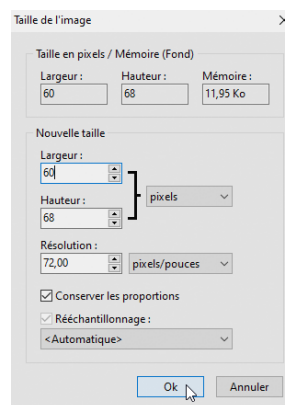 Taille de l'image
Taille en pixels / Mémoire (Fond)
Largeur : Hauteur : Mémoire :
60 68 11,95 Ko
Nouvelle taille
Largeur :
60
pixels
Hauteur :
68
Résolution :
72,00 pixels/pouces
Conserver les proportions
Rééchantillonnage :
<Automatique>
Ok Annuler